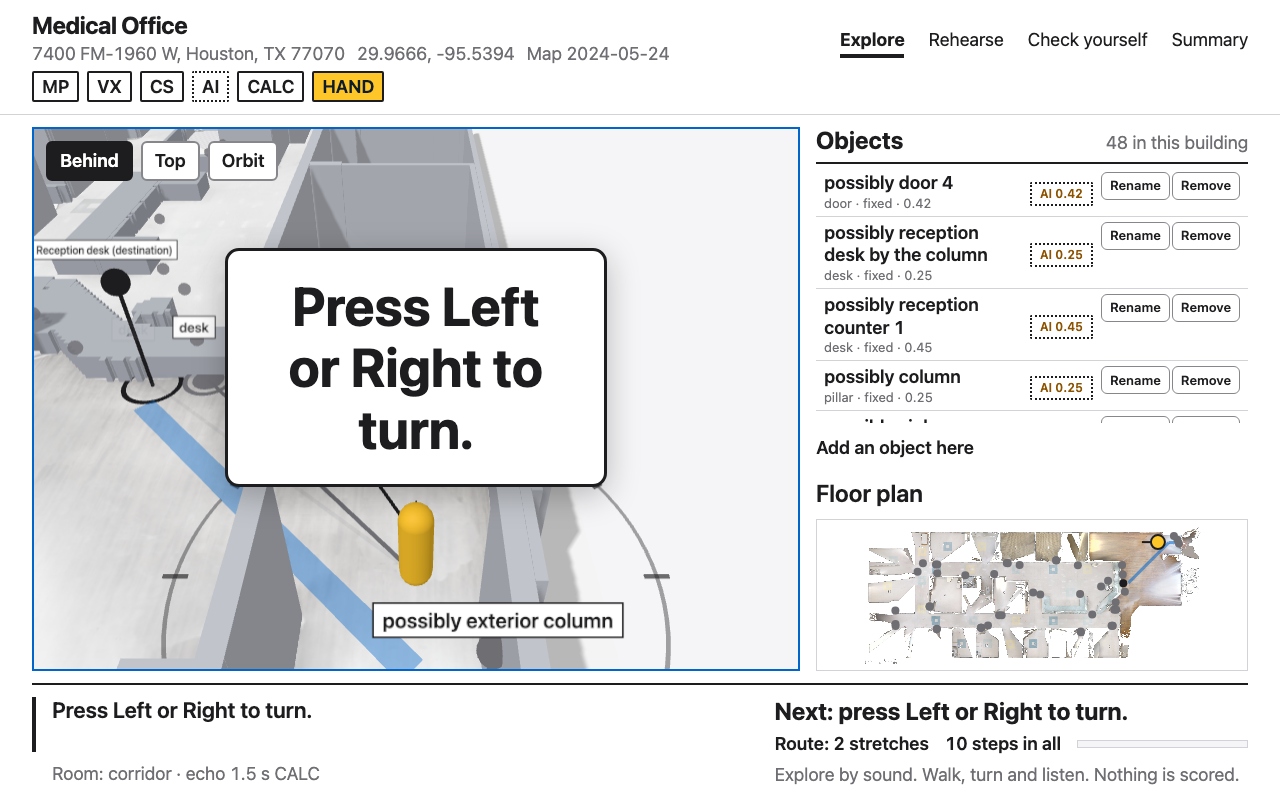 Medical Office
7400 FM-1960 W, Houston, TX 77070 29.9666, -95.5394 Map 2024-05-24
MP VX CS AI CALC HAND
Explore Rehearse Check yourself Summary
Behind Top Orbit
Reception desk (destination)
desk
Press Left
or Right to
turn.
possibly exterior column
Objects 48 in this building
possibly door 4
door · fixed · 0.42
AI 0.42 Rename Remove
possibly reception
desk by the column
desk · fixed · 0.25
AI 0.25 Rename Remove
possibly reception
counter 1
desk · fixed · 0.45
AI 0.45 Rename Remove
possibly column
pillar · fixed · 0.25
AI 0.25 Rename Remove
Add an object here
Floor plan
Press Left or Right to turn.
Room: corridor · echo 1.5 s CALC
Next: press Left or Right to turn.
Route: 2 stretches 10 steps in all
Explore by sound. Walk, turn and listen. Nothing is scored.